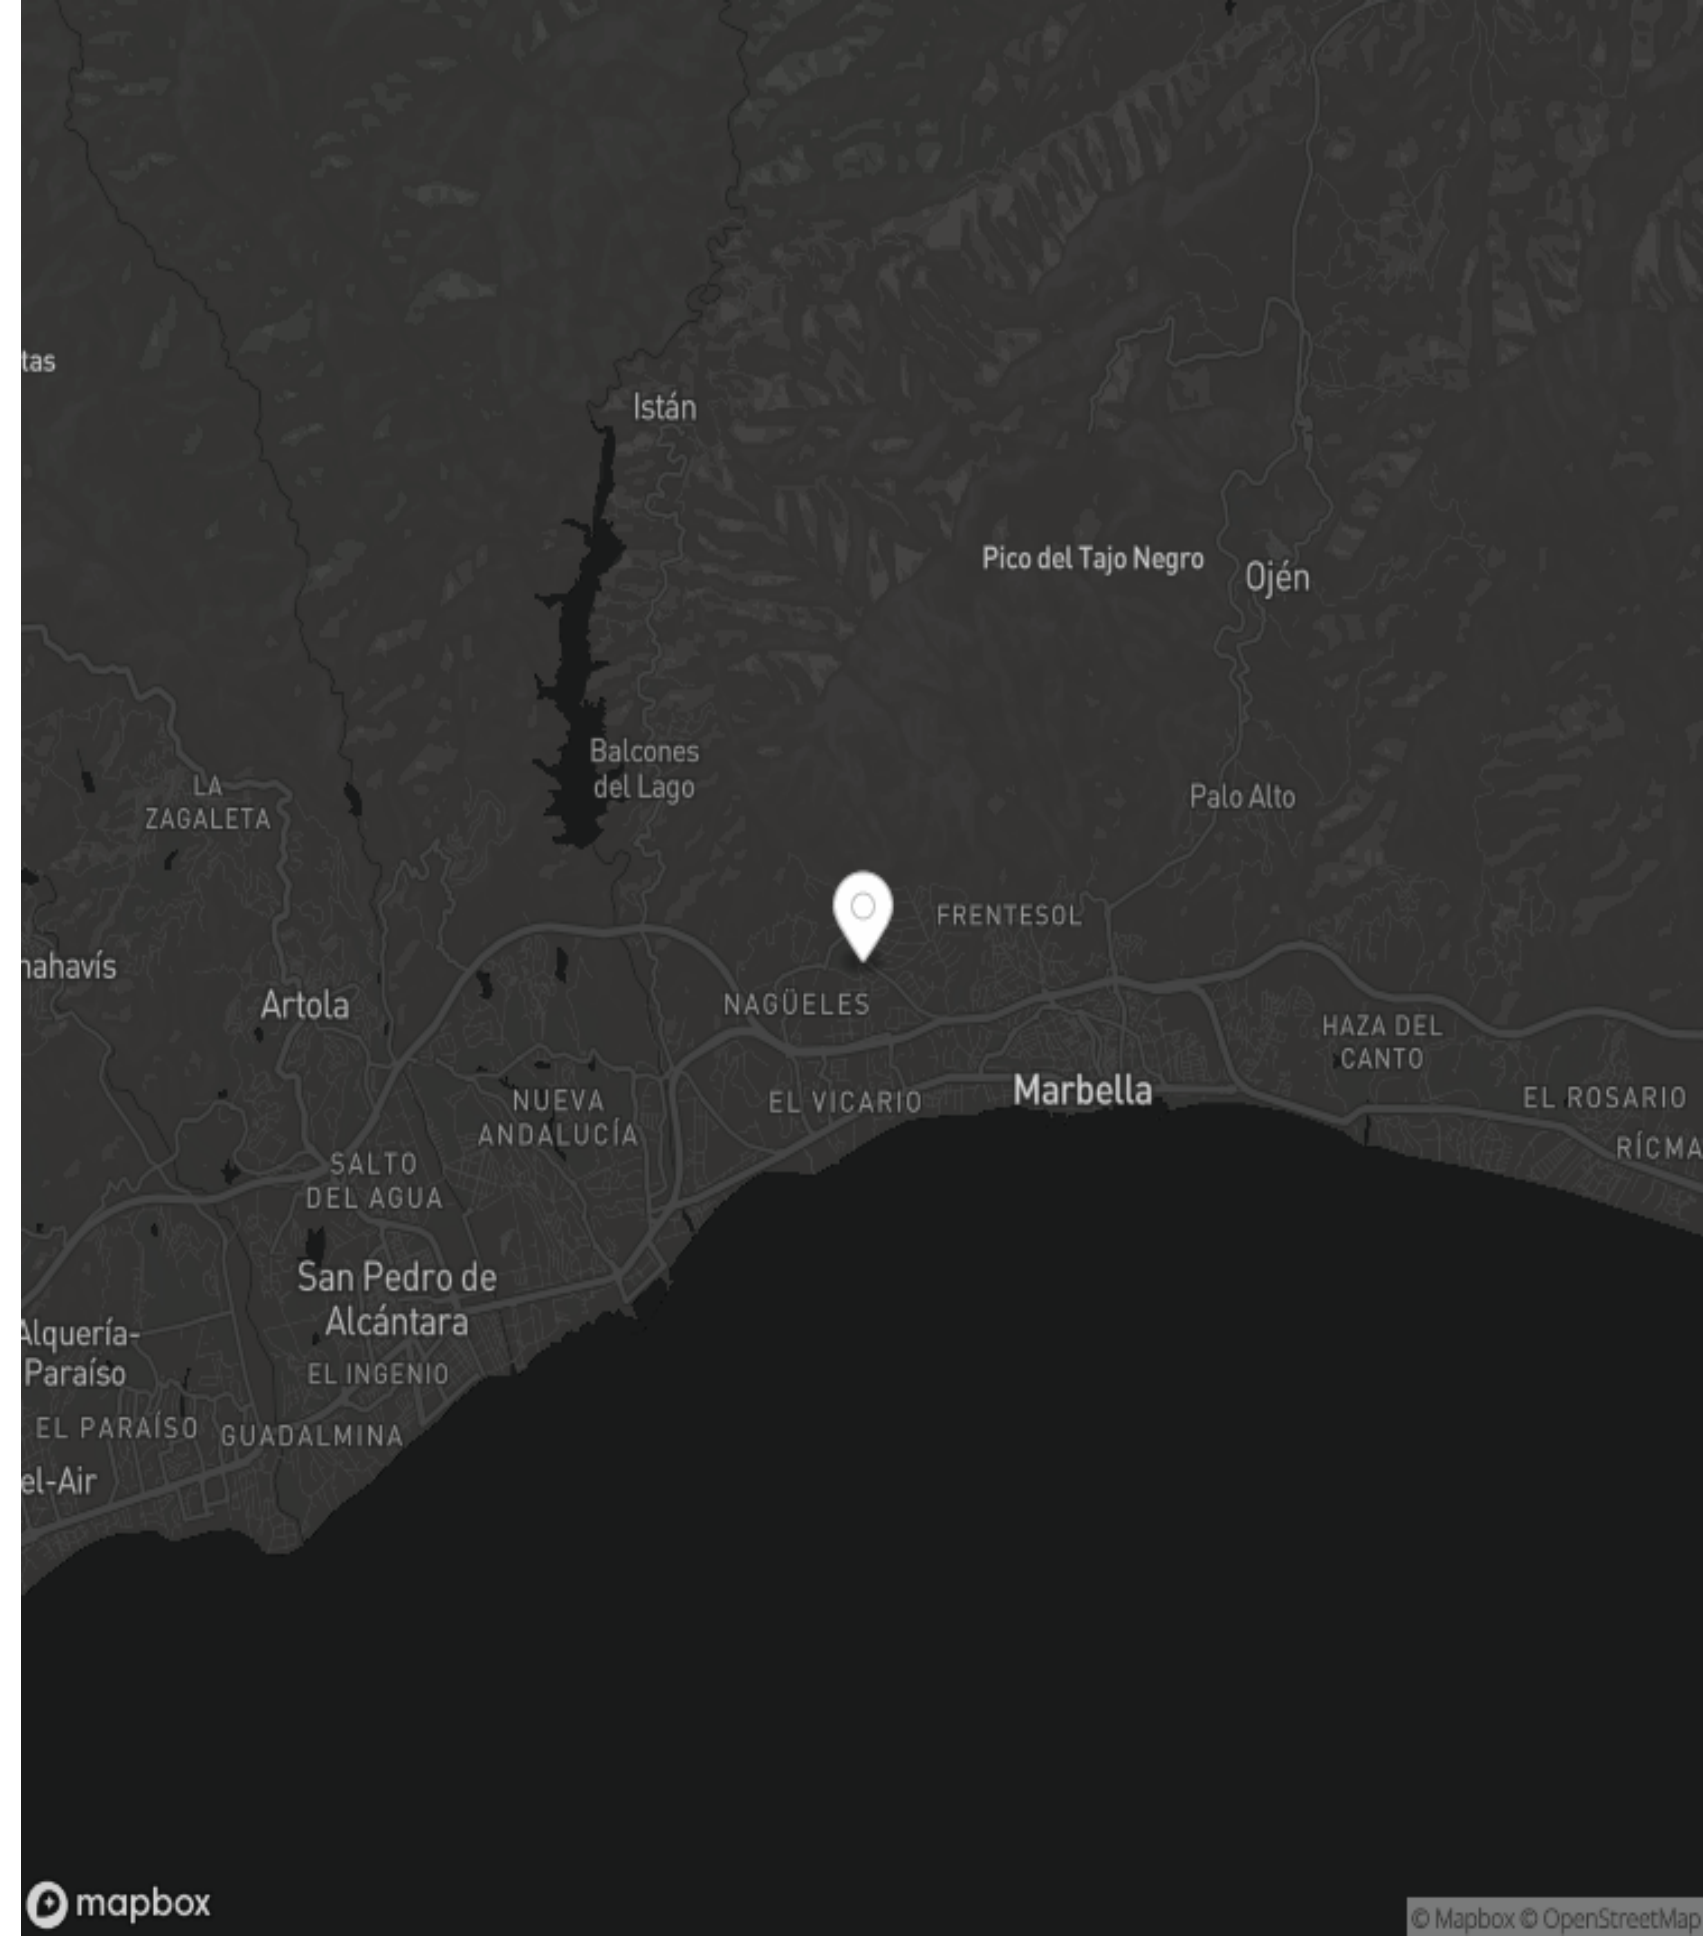 tas
Istán
Pico del Tajo Negro
Ojén
Balcones
del Lago
LA
ZAGALETA
Palo Alto
FRENTESOL
nahavís
Artola
NAGÜELES
HAZA DEL
CANTO
NUEVA
ANDALUCÍA
EL VICARIO
Marbella
EL ROSARIO
RÍCMA
SALTO
DEL AGUA
San Pedro de
Alcántara
Alquería-
Paraíso
EL INGENIO
EL PARAÍSO
GUADALMINA
el-Air
mapbox
© Mapbox © OpenStreetMap